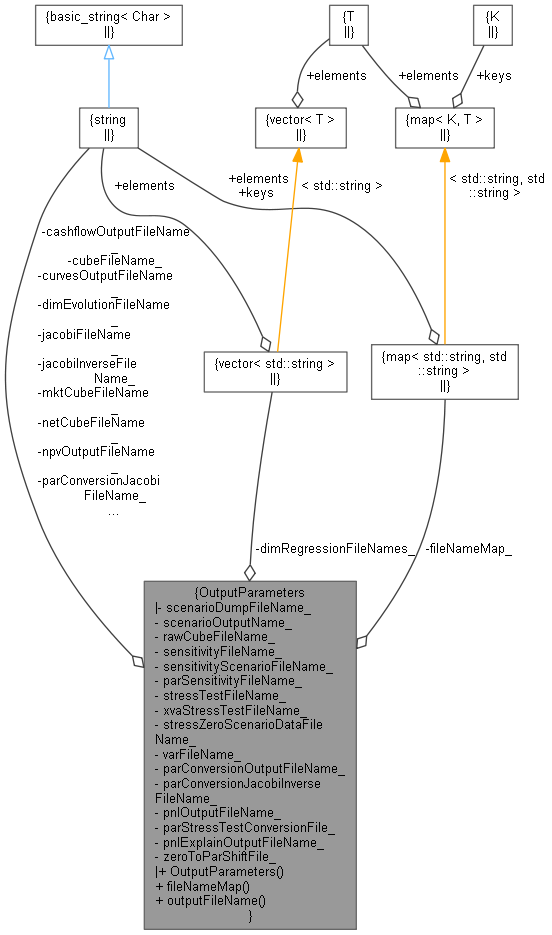 {basic_string< Char >
||}
{T
||}
{K
||}
+elements
+elements
+keys
{string
||}
{vector< T >
||}
{map< K, T >
||}
+elements
+elements
+keys
< std::string >
< std::string, std
::string >
-cashflowOutputFileName
_
-cubeFileName_
-curvesOutputFileName
_
-dimEvolutionFileName
_
-jacobiFileName
_
-jacobiInverseFile
Name_
-mktCubeFileName
_
-netCubeFileName
_
-npvOutputFileName
_
-parConversionJacobi
FileName_
...
{vector< std::string >
||}
{map< std::string, std
::string >
||}
-dimRegressionFileNames_
-fileNameMap_
{OutputParameters
|- scenarioDumpFileName_
- scenarioOutputName_
- rawCubeFileName_
- sensitivityFileName_
- sensitivityScenarioFileName_
- parSensitivityFileName_
- stressTestFileName_
- xvaStressTestFileName_
- stressZeroScenarioDataFile
Name_
- varFileName_
- parConversionOutputFileName_
- parConversionJacobiInverse
FileName_
- pnlOutputFileName_
- parStressTestConversionFile_
- pnlExplainOutputFileName_
- zeroToParShiftFile_
|+ OutputParameters()
+ fileNameMap()
+ outputFileName()
}